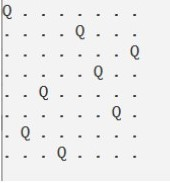 Q . . . . . . .
. . . . Q . . .
. . . . . . . Q
. . . . . Q . .
. . Q . . . . .
. . . . . . Q .
. Q . . . . . .
. . . Q . . . .